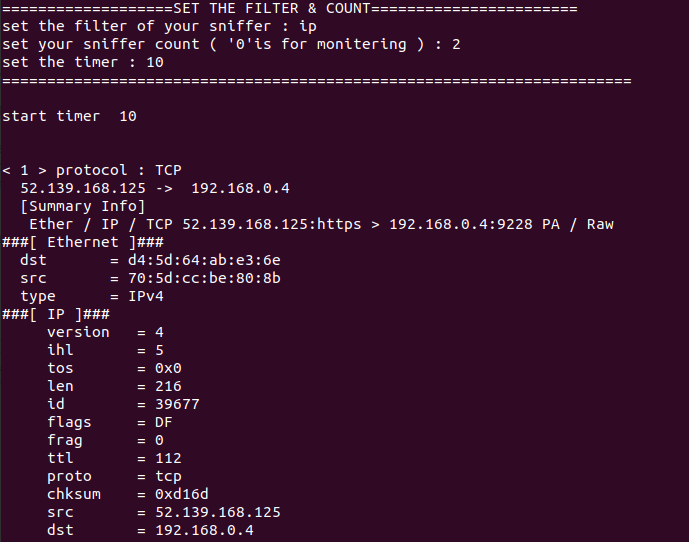 ===================SET THE FILTER & COUNT=======================
set the filter of your sniffer : ip
set your sniffer count ( '0'is for monitering ) : 2
set the timer : 10
======================================================================
start timer  10
< 1 > protocol : TCP
  52.139.168.125 ->  192.168.0.4
  [Summary Info]
   Ether / IP / TCP 52.139.168.125:https > 192.168.0.4:9228 PA / Raw
###[ Ethernet ]###
  dst       = d4:5d:64:ab:e3:6e
  src       = 70:5d:cc:be:80:8b
  type      = IPv4
###[ IP ]###
     version   = 4
     ihl       = 5
     tos       = 0x0
     len       = 216
     id        = 39677
     flags     = DF
     frag      = 0
     ttl       = 112
     proto     = tcp
     chksum    = 0xd16d
     src       = 52.139.168.125
     dst       = 192.168.0.4